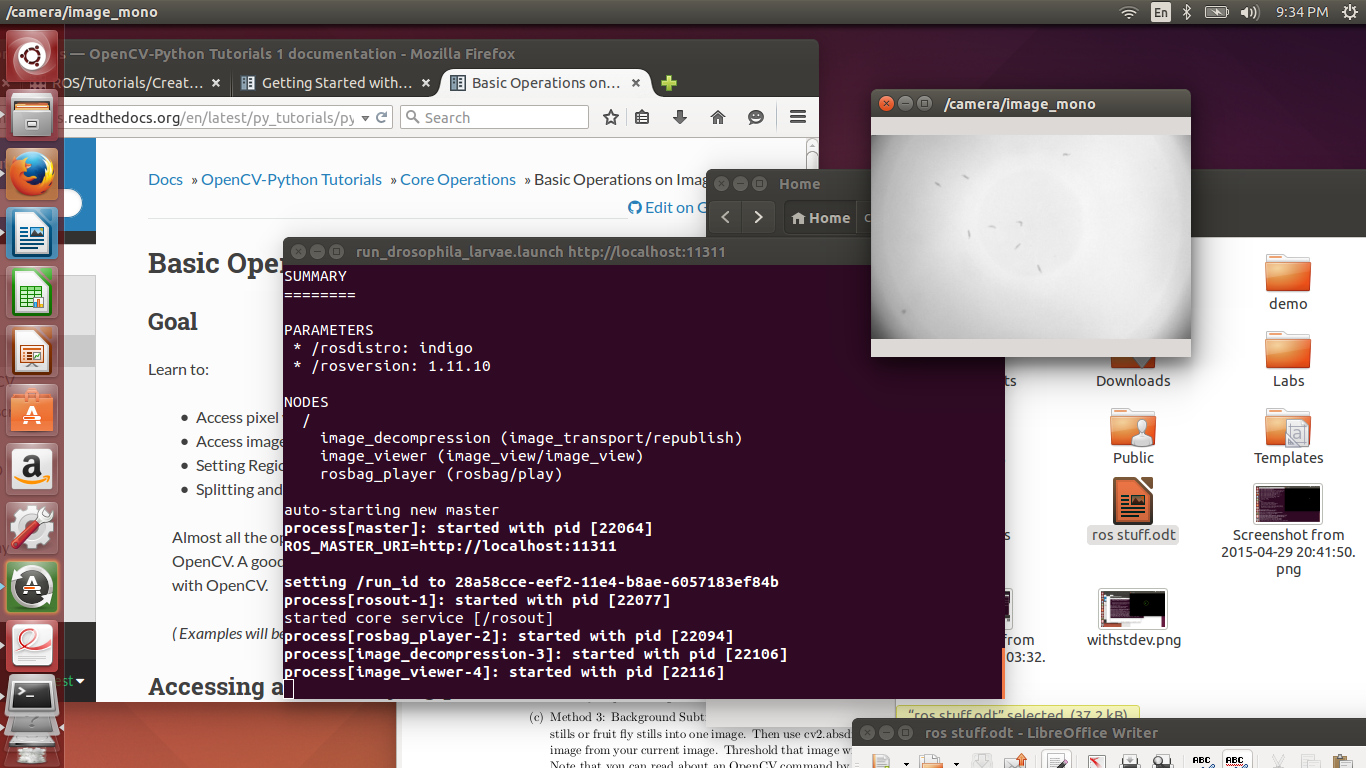 /camera/image_mono
En
9:34 PM
— OpenCV-Python Tutorials 1 documentation - Mozilla Firefox
ROS/Tutorials/Creat...
Getting Started with...
Basic Operations on...
s.readthedocs.org/en/latest/py_tutorials/py
Search
Docs » OpenCV-Python Tutorials » Core Operations » Basic Operations on Imag
Edit on G
Basic Ope
Goal
Learn to:
Access pixel
Access image
Setting Regio
Splitting and
Almost all the op
OpenCV. A good
with OpenCV.
( Examples will be
Accessing a
run_drosophila_larvae.launch http://localhost:11311
SUMMARY
========
PARAMETERS
* /rosdistro: indigo
* /rosversion: 1.11.10
NODES
/
image_decompression (image_transport/republish)
image_viewer (image_view/image_view)
rosbag_player (rosbag/play)
auto-starting new master
process[master]: started with pid [22064]
ROS_MASTER_URI=http://localhost:11311
setting /run_id to 28a58cce-eef2-11e4-b8ae-6057183ef84b
process[rosout-1]: started with pid [22077]
started core service [/rosout]
process[rosbag_player-2]: started with pid [22094]
process[image_decompression-3]: started with pid [22106]
process[image_viewer-4]: started with pid [22116]
/camera/image_mono
Home
Home
demo
Downloads
Labs
Public
Templates
ros stuff.odt
Screenshot from
2015-04-29 20:41:50.
png
from
03:32.
withstdev.png
"ros stuff.odt" selected (37.2 kB)
(c) Method 3: Background Subt
stills or fruit fly stills into one image. Then use cv2.absdi
image from your current image. Threshold that image w
Note that you can read about an OpenCV command by
ros stuff.odt - LibreOffice Writer
ABC
ABC